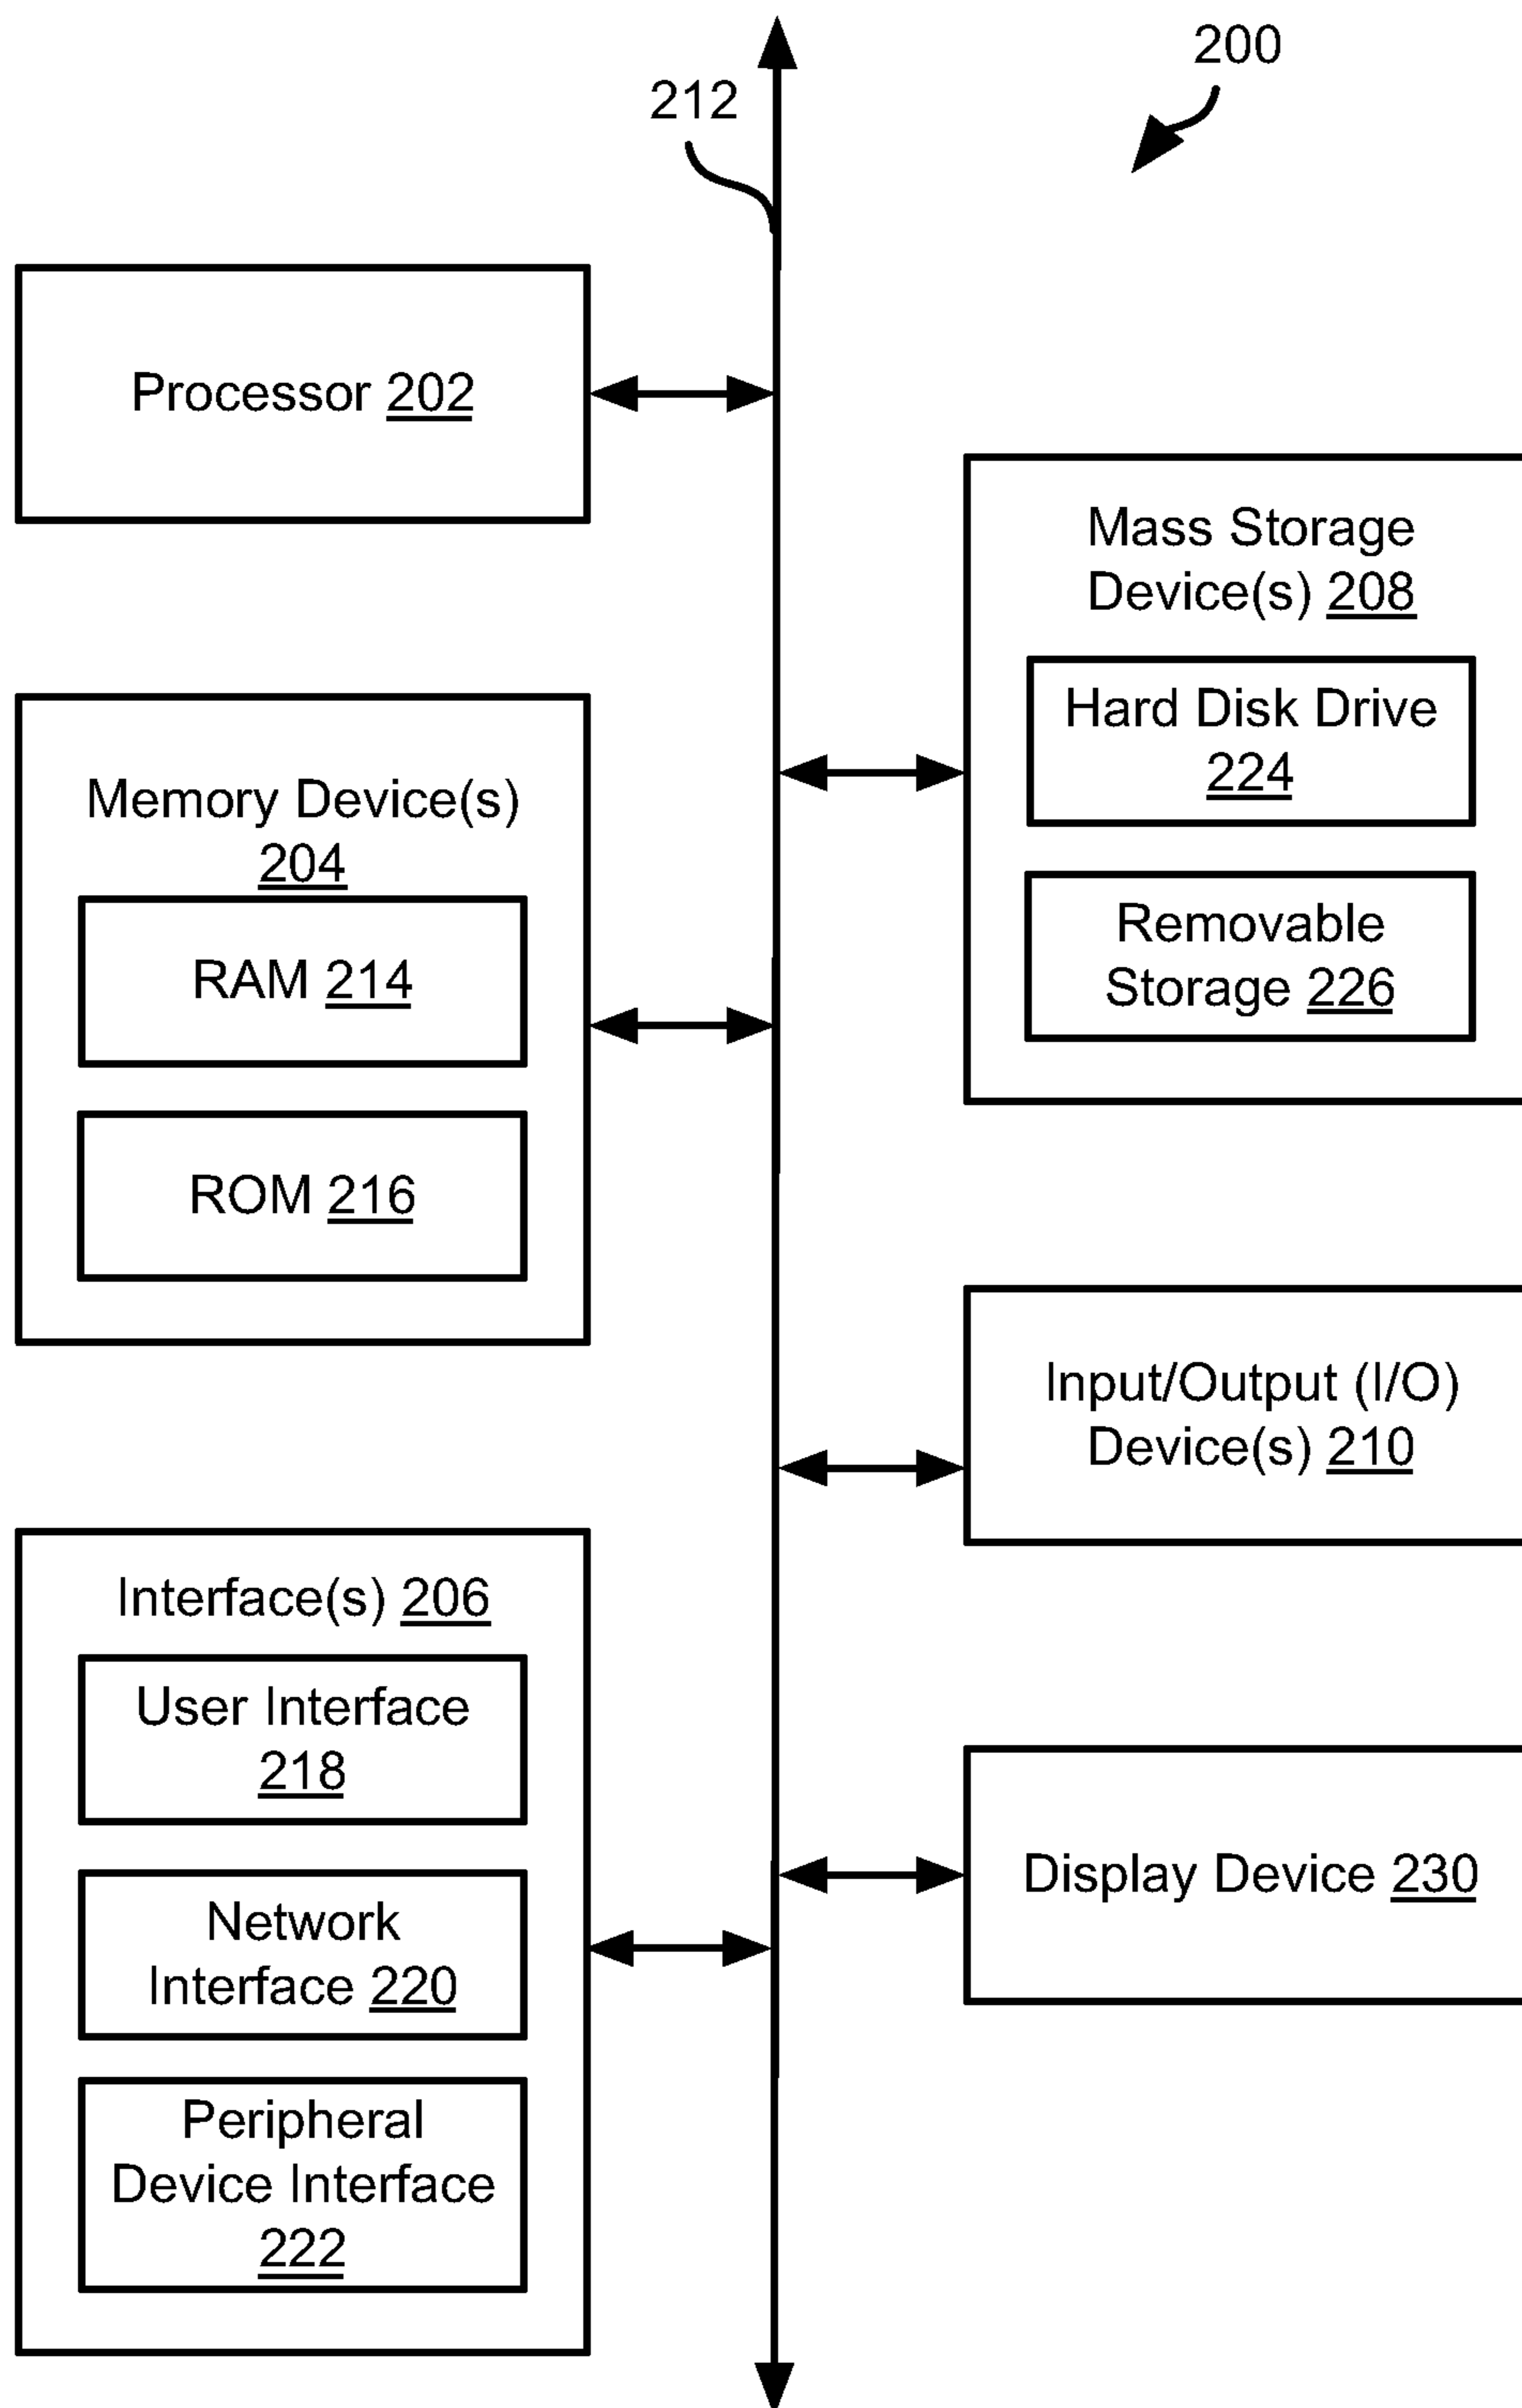 200
212
Processor 202
Mass Storage
Device(s) 208
Hard Disk Drive
224
Removable
Storage 226
Memory Device(s)
204
RAM 214
ROM 216
Input/Output (I/O)
Device(s) 210
Interface(s) 206
User Interface
218
Network
Interface 220
Peripheral
Device Interface
222
Display Device 230